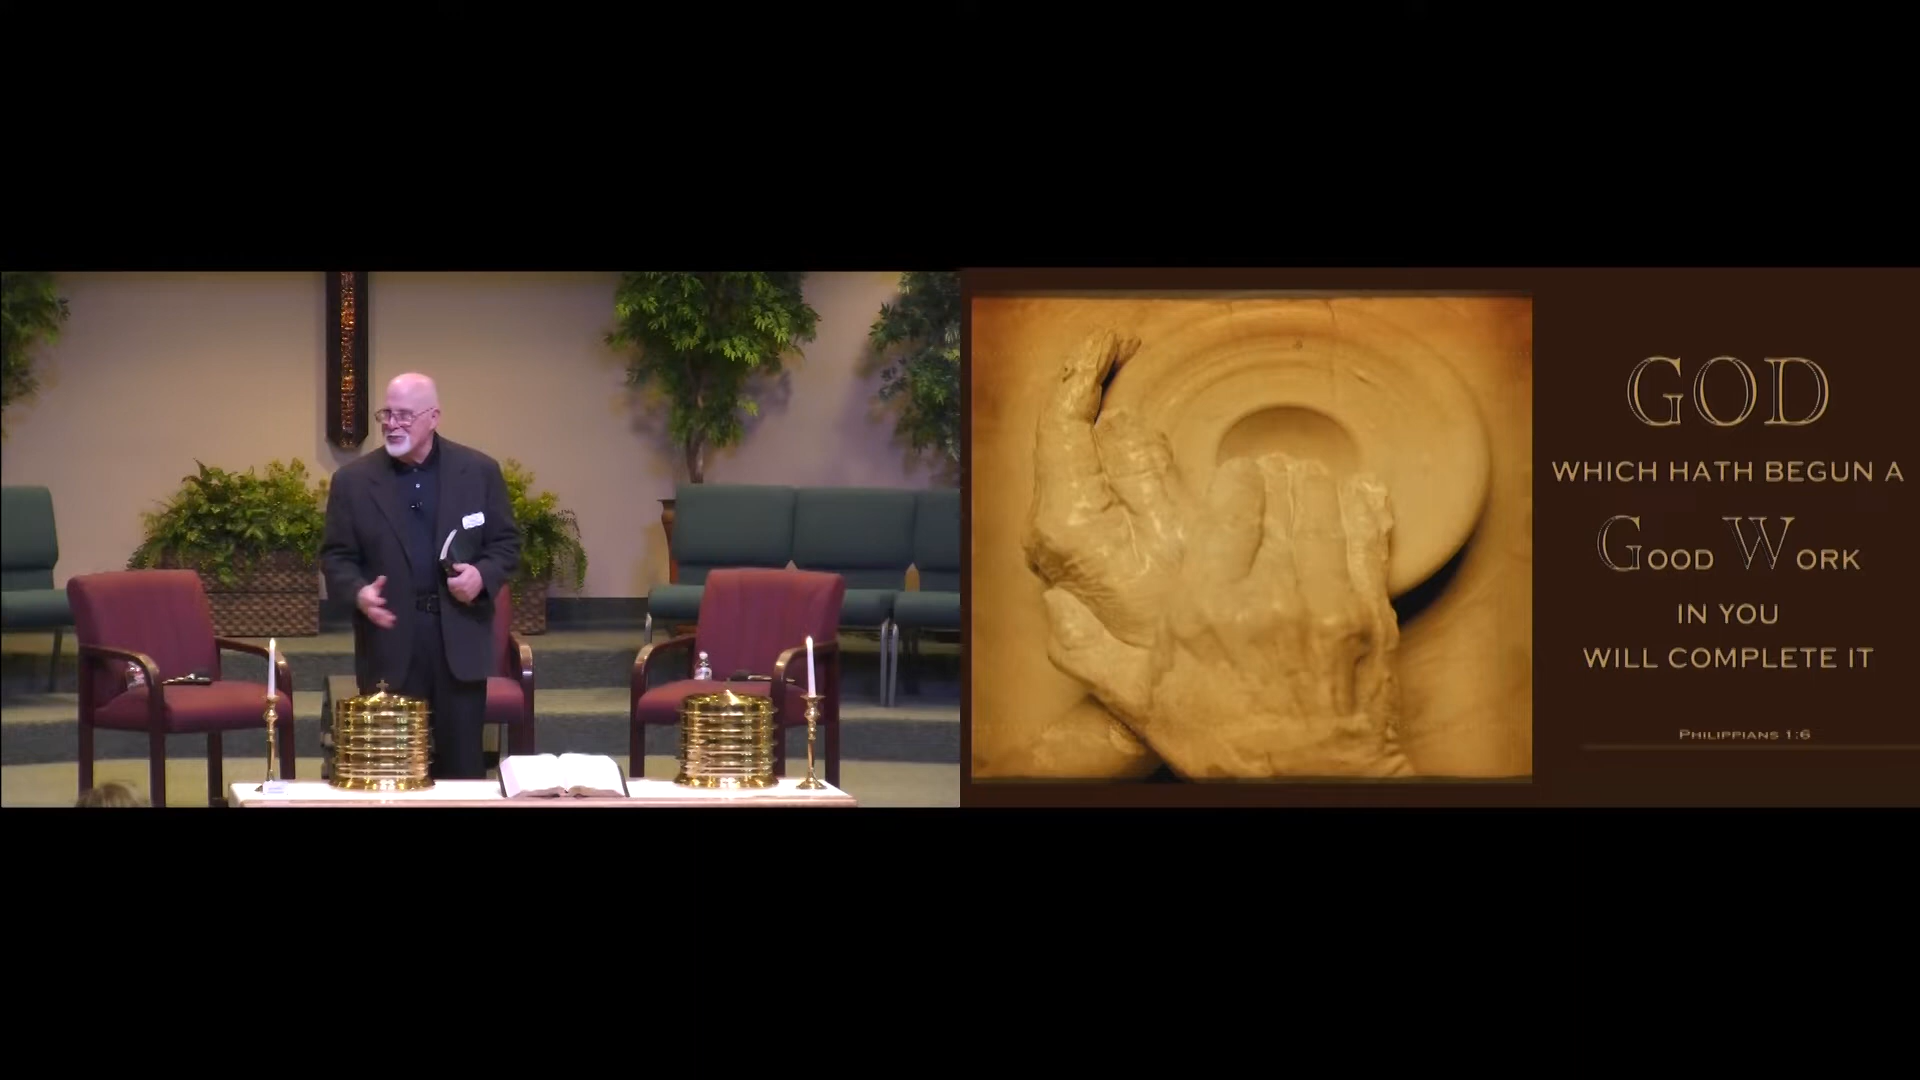 GOD
WHICH HATH BEGUN A
GOOD WORK
IN YOU
WILL COMPLETE IT
PHILIPPIANS 1:6